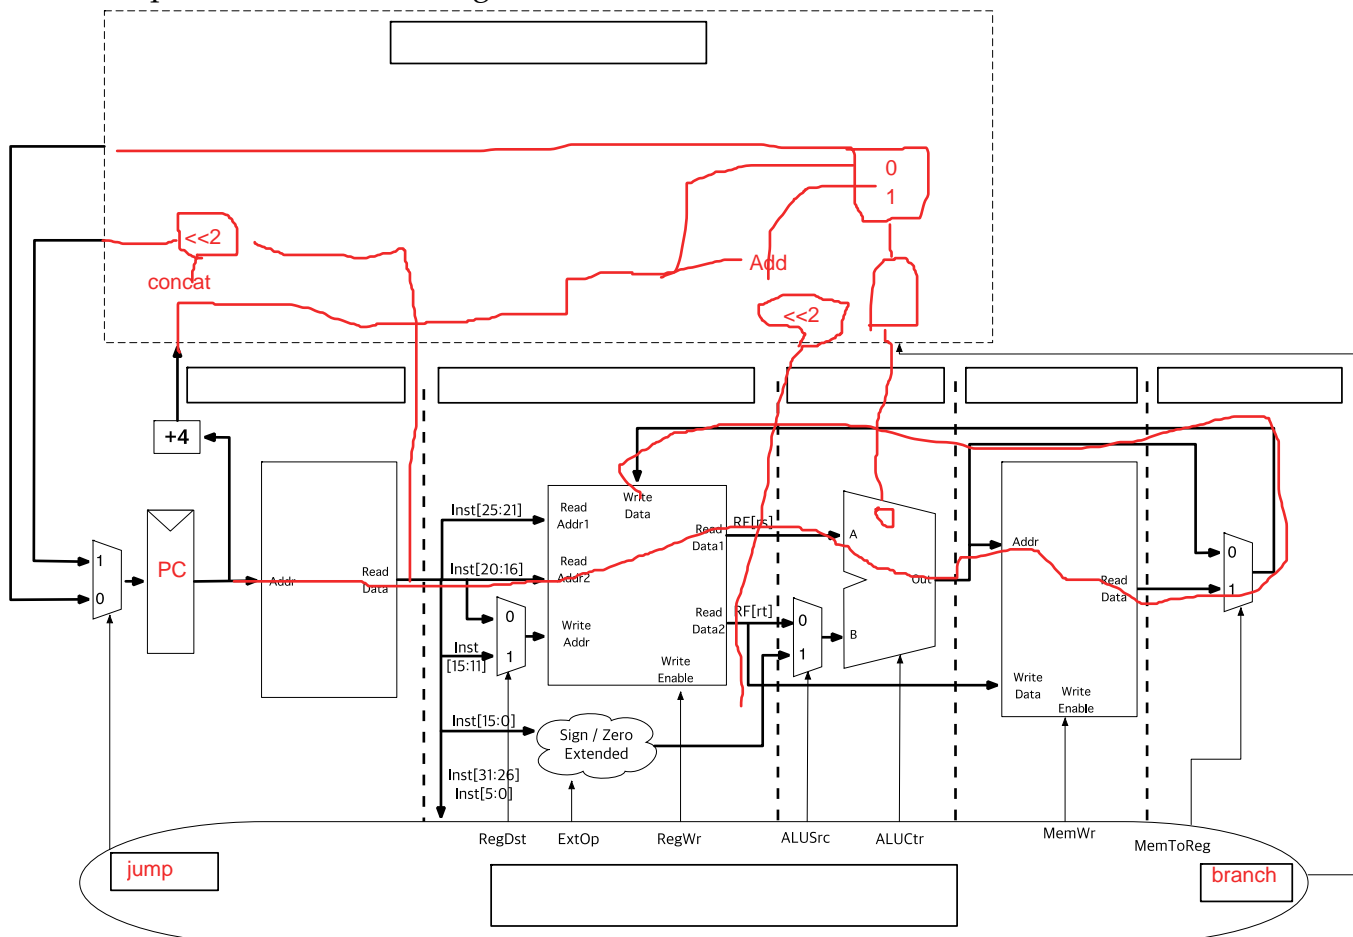 0
1
<<2
concat
Add
<<2
+4
Inst[25:21]
Read
Addr1
Write
Data
Read
Data1
RF[rs]
A
Addr
0
1
0
PC
Addr
Read
Data
Inst[20:16]
Read
Addr2
Out
Read
Data
1
0
1
Inst
[15:11]
Write
Addr
Read
Data2
RF[rt]
0
1
B
Write
Enable
Write
Data
Write
Enable
Inst[15:0]
Sign / Zero
Extended
Inst[31:26]
Inst[5:0]
RegDst
ExtOp
RegWr
ALUSrc
ALUCtr
MemWr
MemToReg
jump
branch